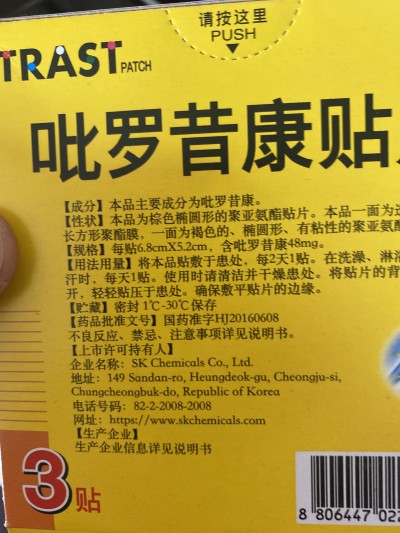 请按这里
PUSH
TRAST PATCH
吡罗昔康贴
【成分】本品主要成分为吡罗昔康。
【性状】本品为棕色椭圆形的聚亚氨酯贴片。本品一面为
长方形聚酯膜，一面为褐色的、椭圆形、有粘性的聚亚氨
【规格】每贴6.8cmX5.2cm，含吡罗昔康48mg。
【用法用量】将本品贴敷于患处，每2天1贴。在洗澡、淋
汗时，每天1贴。使用时请清洁并干燥患处。将贴片的背
开，轻轻贴压于患处。确保敷平贴片的边缘。
【贮藏】密封 1℃-30℃保存
【药品批准文号】国药准字HJ20160608
不良反应、禁忌、注意事项详见说明书。
【上市许可持有人】
企业名称：SK Chemicals Co., Ltd.
地址：149 Sandan-ro, Heungdeok-gu, Cheongju-si,
Chungcheongbuk-do, Republic of Korea
电话号码：82-2-2008-2008
网址：https://www.skchemicals.com
【生产企业】
生产企业信息详见说明书
3贴
8 806447 02